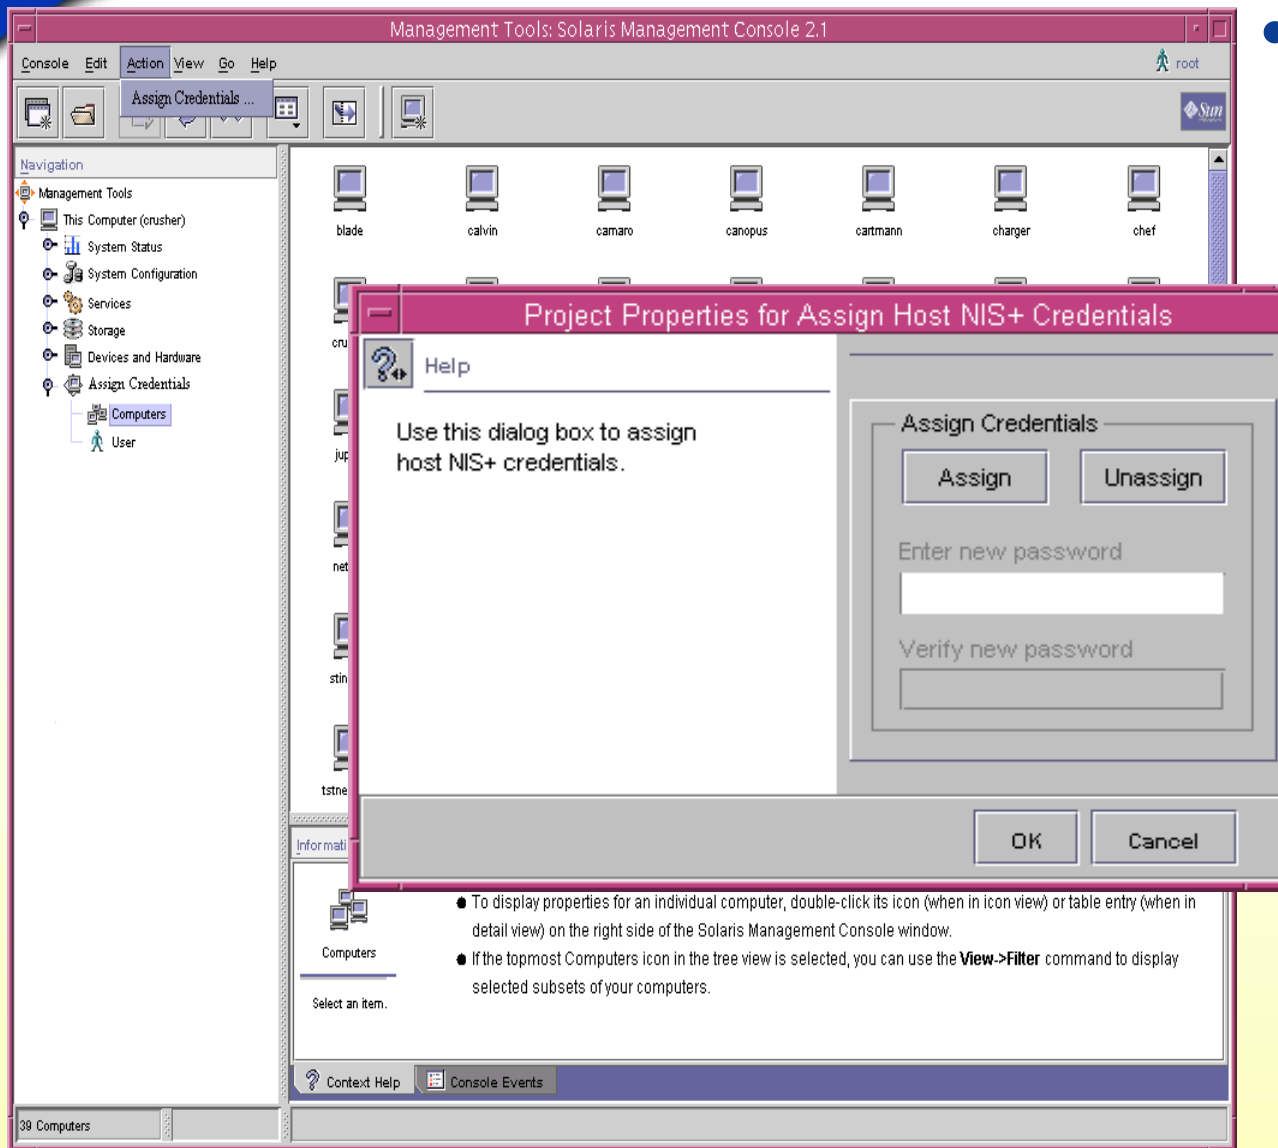 Management Tools: Solaris Management Console 2.1
Console Edit Action View Go Help
root
Assign Credentials ...
Sun
Navigation
Management Tools
This Computer (crusher)
System Status
System Configuration
Services
Storage
Devices and Hardware
Assign Credentials
Computers
User
blade calvin camaro canopus cartmann charger chef
cru
jup
net
stin
tstne
Project Properties for Assign Host NIS+ Credentials
Help
Use this dialog box to assign
host NIS+ credentials.
Assign Credentials
Assign Unassign
Enter new password
Verify new password
OK Cancel
Informati
Computers
Select an item.
To display properties for an individual computer, double-click its icon (when in icon view) or table entry (when in
detail view) on the right side of the Solaris Management Console window.
If the topmost Computers icon in the tree view is selected, you can use the View->Filter command to display
selected subsets of your computers.
Context Help Console Events
39 Computers